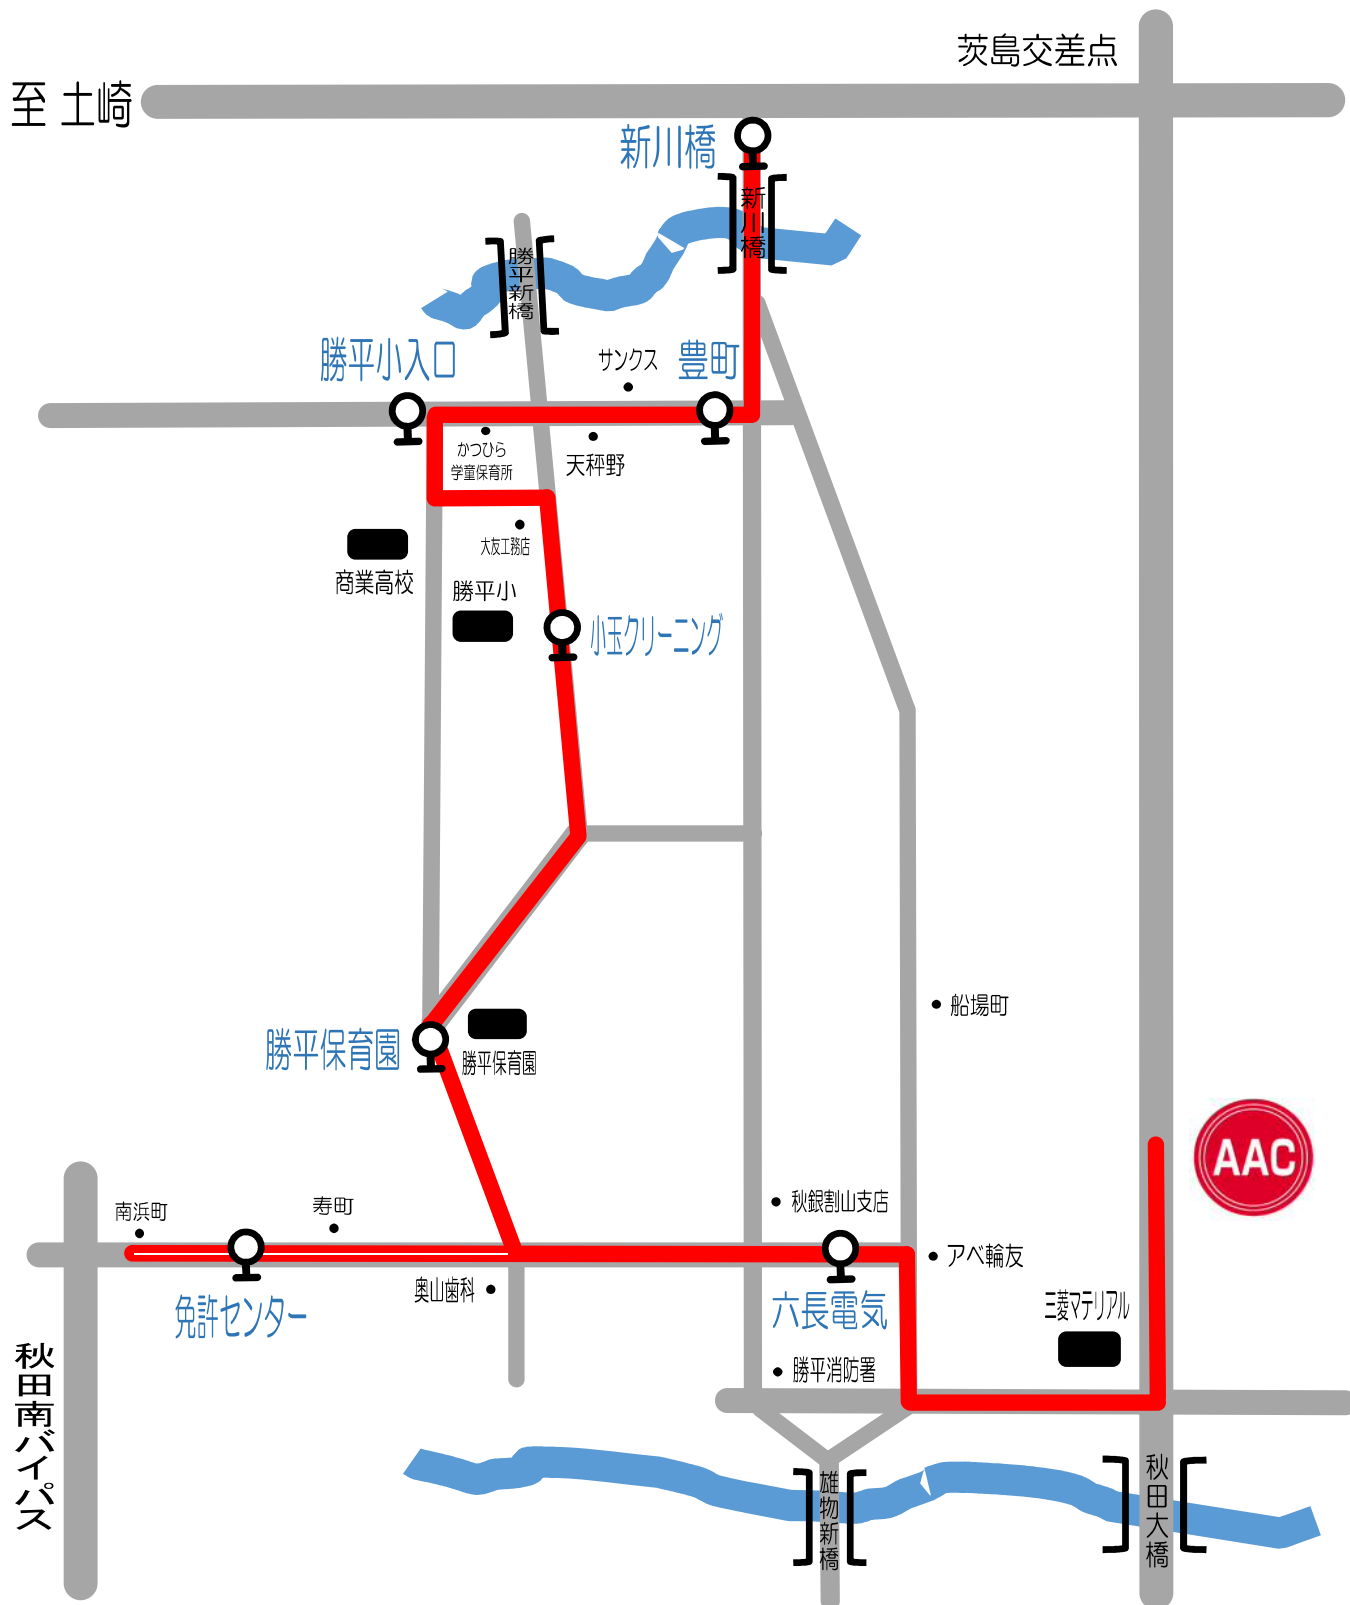 茨島交差点
至 土崎
新川橋
新川橋
勝平新橋
勝平小入口
サンクス
豊町
かつひら
学童保育所
天秤野
大友工務店
商業高校
勝平小
小玉クリーニング
船場町
勝平保育園
勝平保育園
AAC
南浜町
寿町
秋銀割山支店
アベ輪友
奥山歯科
免許センター
六長電気
三菱マテリアル
勝平消防署
秋田南バイパス
雄物新橋
秋田大橋